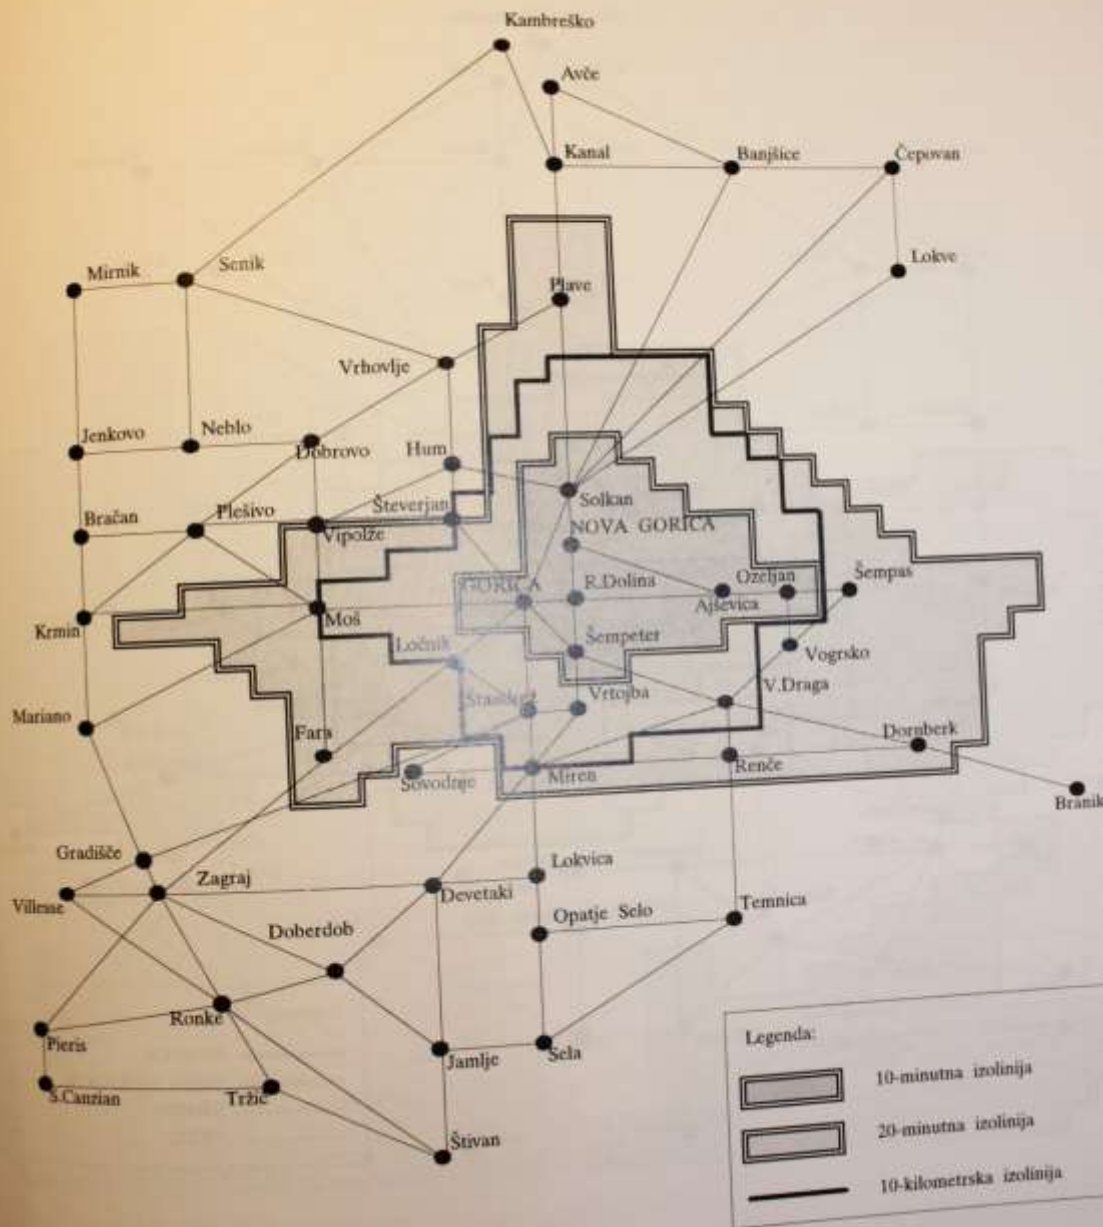 Kambreško
Avče
Kanal
Banjšice
Čepovan
Lokve
Mirnik
Senik
Plave
Vrhovlje
Jenkovo
Neblo
Dobrovo
Hum
Solkan
Bračan
Plešivo
Vipolže
Števerjan
NOVA GORICA
GORICA
R.Dolina
Ajševica
Ozeljan
Šempas
Krmin
Moš
Ločnik
Šempeter
Vogrsko
Mariano
Fara
Štandrež
Vrtojba
V.Draga
Dornberk
Sovodnje
Miren
Renče
Branik
Gradišče
Zagraj
Villesse
Devetaki
Lokvica
Doberdob
Opatje Selo
Temnica
Ronke
Pieris
Jamlje
Sela
S.Canzian
Tržič
Štivan
Legenda:
10-minutna izolinija
20-minutna izolinija
10-kilometrska izolinija